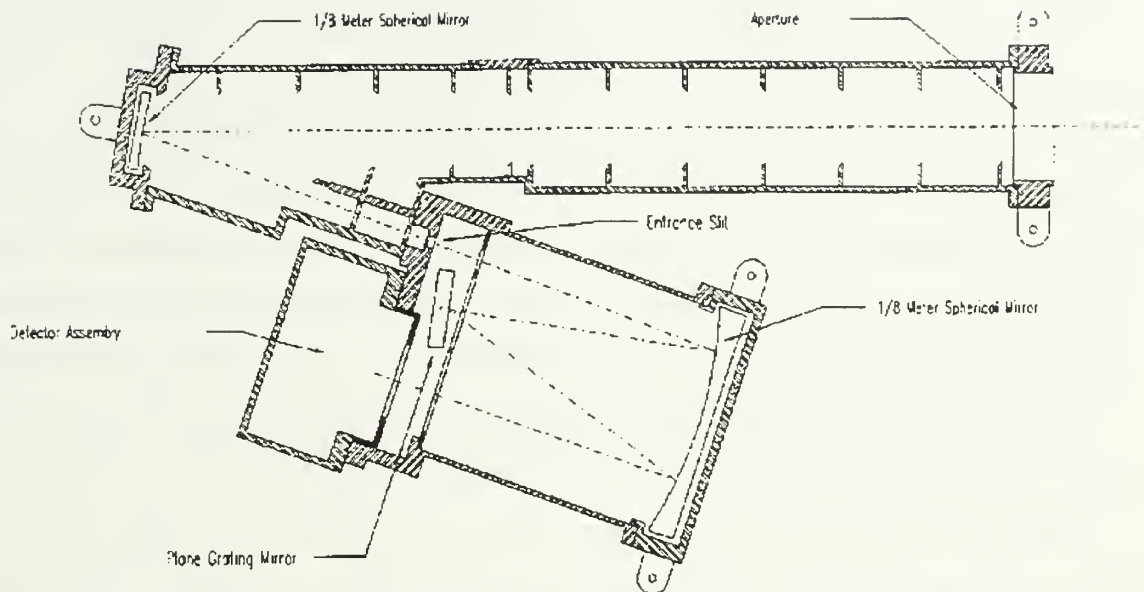 1/3 Meter Spherical Mirror
Aperture
Entrance Slit
1/8 Meter Spherical Mirror
Detector Assembly
Plane Grating Mirror